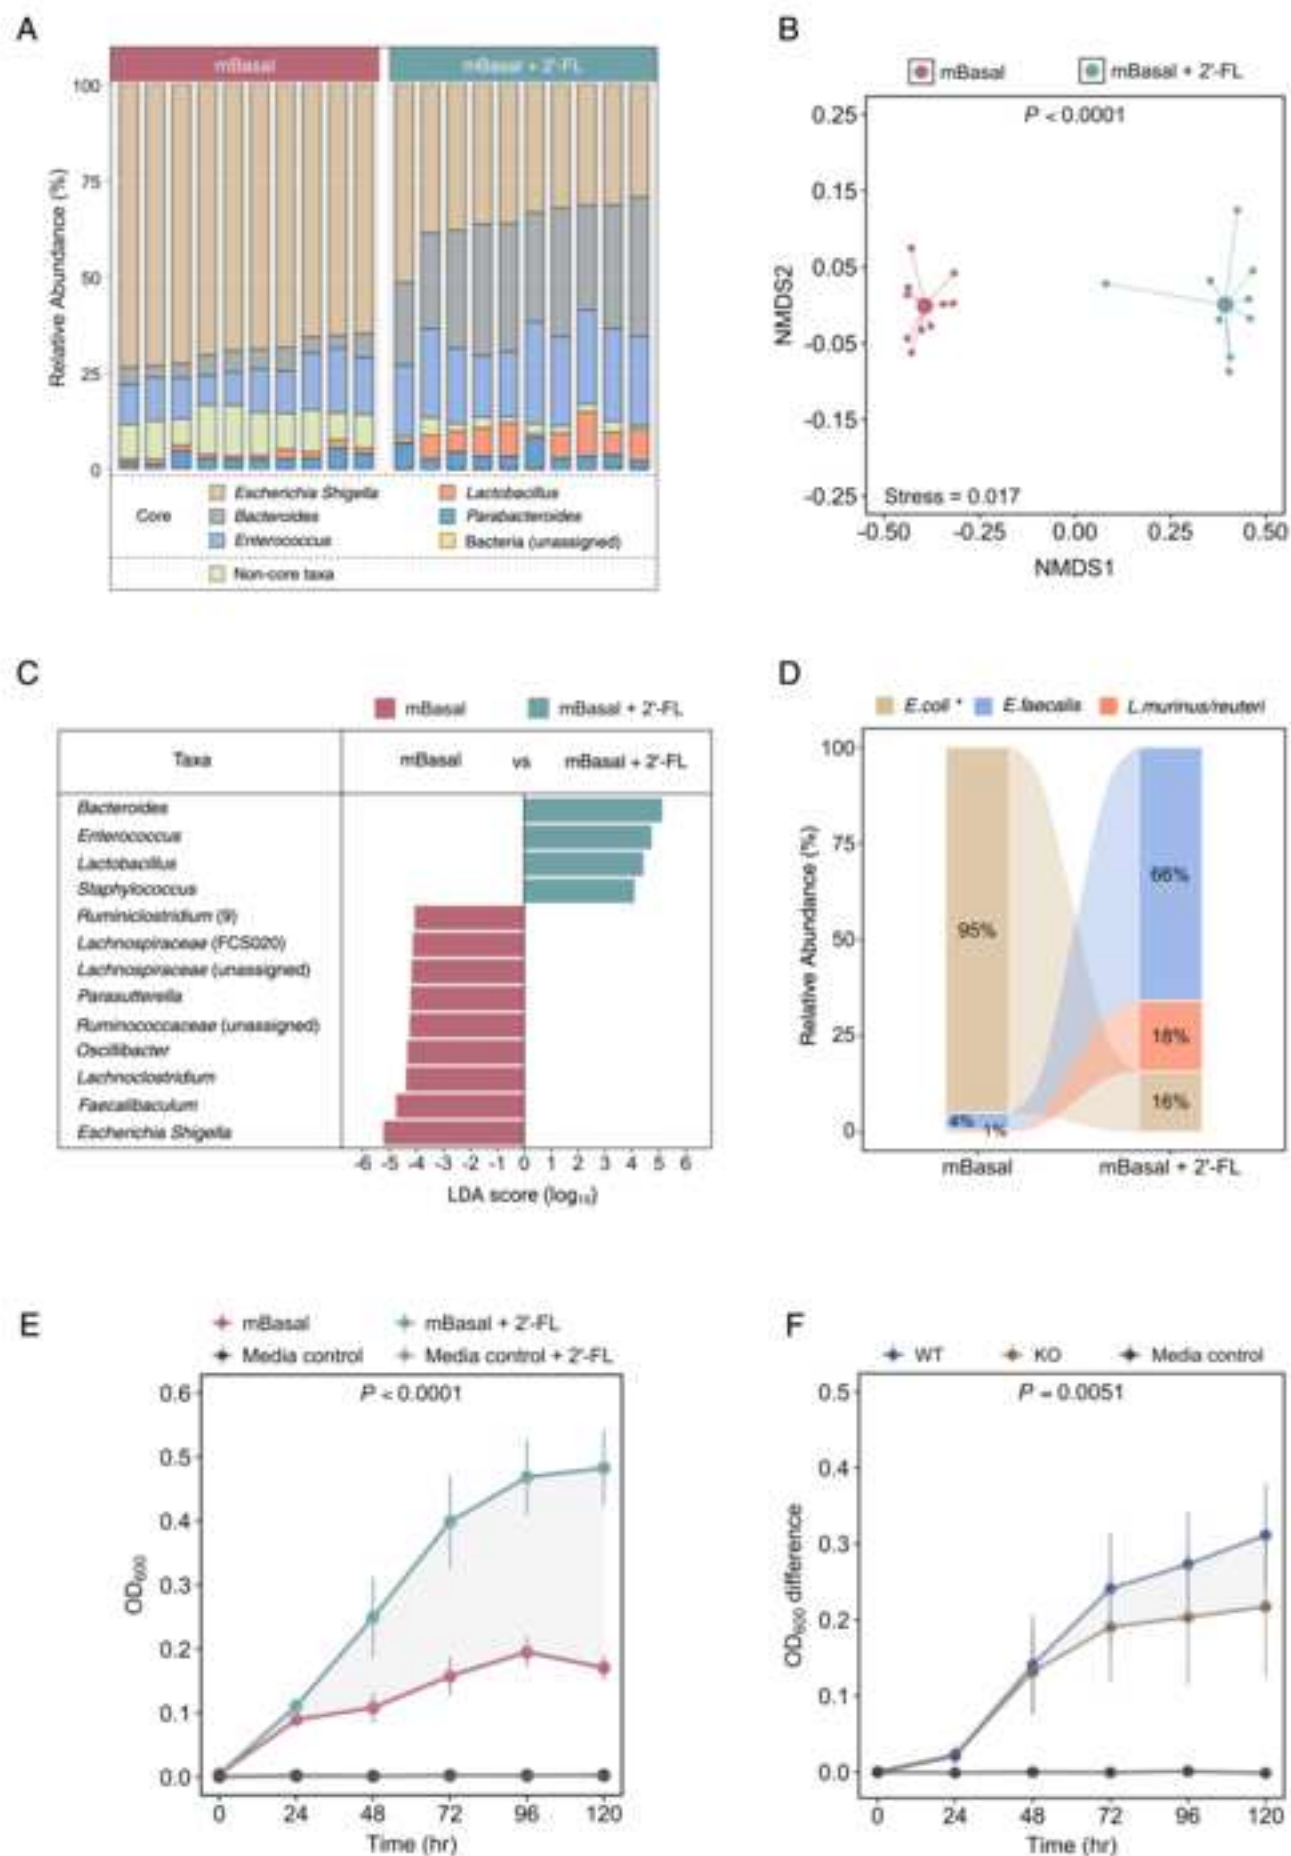 A
mBasal
mBasal + 2'-FL
Relative Abundance (%)
100
75
50
25
0
Core
Escherichia Shigella
Lactobacillus
Bacteroides
Parabacteroides
Enterococcus
Bacteria (unassigned)
Non-core taxa
B
mBasal
mBasal + 2'-FL
P < 0.0001
NMDS2
0.25
0.15
0.05
-0.05
-0.15
-0.25
Stress = 0.017
-0.50
-0.25
0.00
0.25
0.50
NMDS1
C
mBasal
mBasal + 2'-FL
Taxa
mBasal vs mBasal + 2'-FL
Bacteroides
Enterococcus
Lactobacillus
Staphylococcus
Ruminiclostridium (9)
Lachnospiraceae (FCS020)
Lachnospiraceae (unassigned)
Parasutterella
Ruminococcaceae (unassigned)
Oscillibacter
Lachnoclostridium
Faecalibaculum
Escherichia Shigella
-6 -5 -4 -3 -2 -1 0 1 2 3 4 5 6
LDA score (log₁₀)
D
E.coli *
E.faecalis
L.murinus/reuteri
Relative Abundance (%)
100
75
50
25
0
95%
4%
1%
66%
18%
16%
mBasal
mBasal + 2'-FL
E
mBasal
mBasal + 2'-FL
Media control
Media control + 2'-FL
P < 0.0001
OD₆₀₀
0.6
0.5
0.4
0.3
0.2
0.1
0.0
0 24 48 72 96 120
Time (hr)
F
WT
KO
Media control
P = 0.0051
OD₆₀₀ difference
0.5
0.4
0.3
0.2
0.1
0.0
0 24 48 72 96 120
Time (hr)